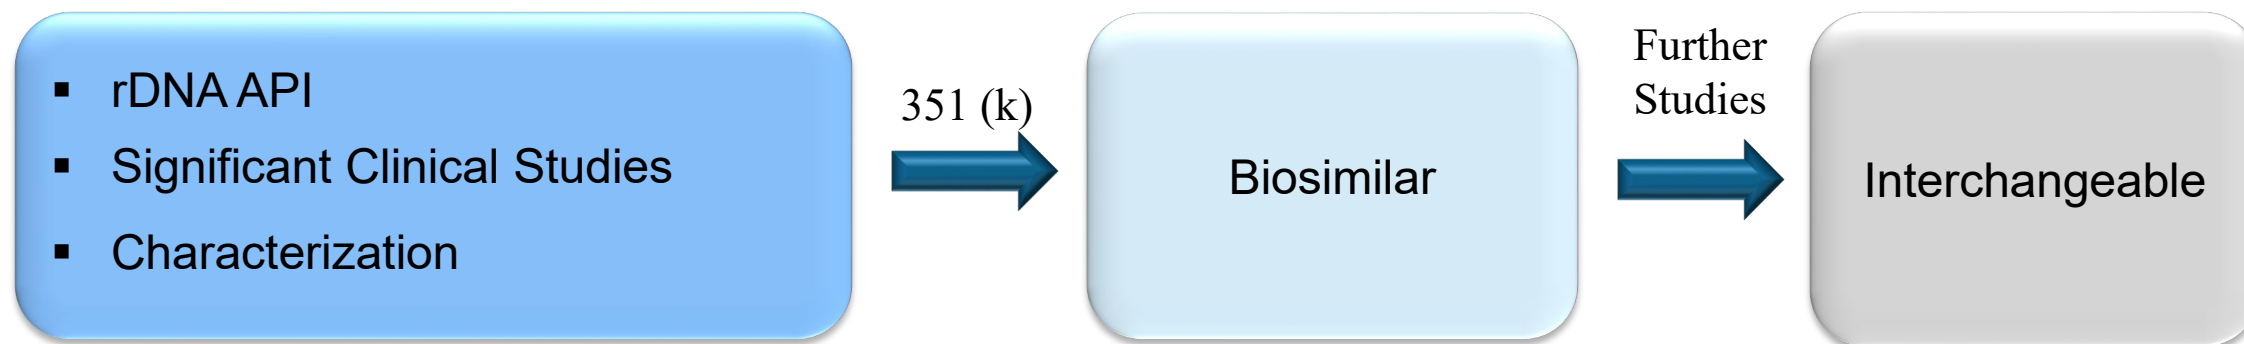 ▪ rDNA API
▪ Significant Clinical Studies
▪ Characterization
351 (k)
Biosimilar
Further
Studies
Interchangeable